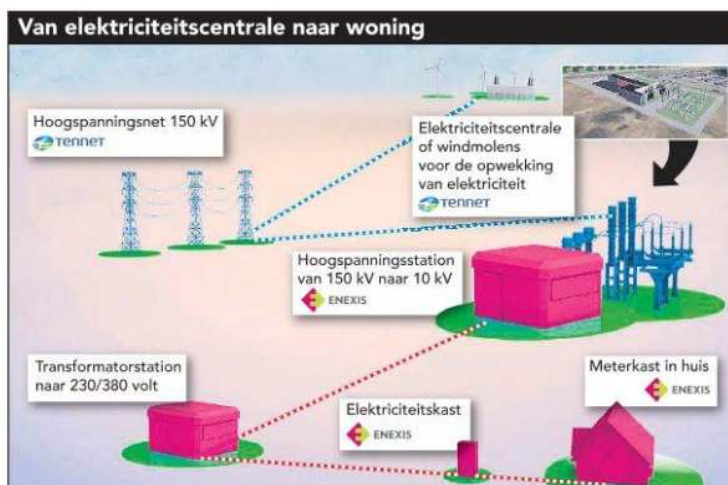 Van elektriciteitscentrale naar woning
Hoogspanningsnet 150 kV
TENNET
Elektriciteitscentrale
of windmolens
voor de opwekking
van elektriciteit
TENNET
Hoogspanningsstation
van 150 kV naar 10 kV
ENEXIS
Transformatorstation
naar 230/380 volt
Elektriciteitskast
ENEXIS
Meterkast in huis
ENEXIS